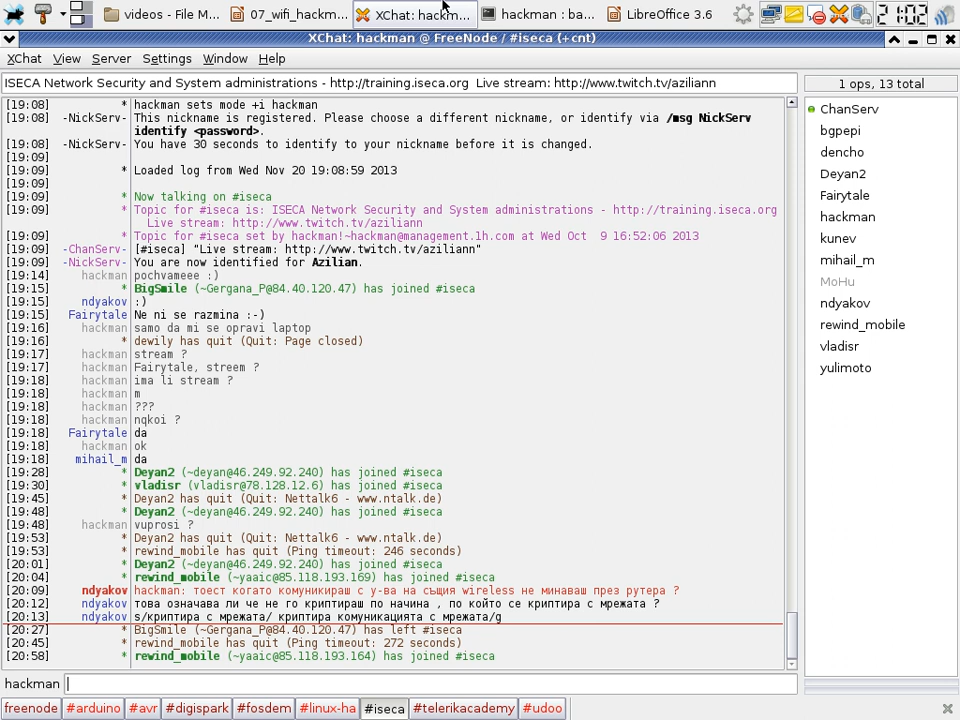 videos - File M...
07_wifi_hackm...
XChat: hackm...
hackman : ba...
LibreOffice 3.6
21:02
XChat: hackman @ FreeNode / #iseca (+cnt)
XChat View Server Settings Window Help
ISECA Network Security and System administrations - http://training.iseca.org Live stream: http://www.twitch.tv/aziliann
1 ops, 13 total
[19:08] * hackman sets mode +i hackman
[19:08] -NickServ- This nickname is registered. Please choose a different nickname, or identify via /msg NickServ
identify <password>.
[19:08] -NickServ- You have 30 seconds to identify to your nickname before it is changed.
[19:09]
[19:09] * Loaded log from Wed Nov 20 19:08:59 2013
[19:09]
[19:09] * Now talking on #iseca
[19:09] * Topic for #iseca is: ISECA Network Security and System administrations - http://training.iseca.org
Live stream: http://www.twitch.tv/aziliann
[19:09] * Topic for #iseca set by hackman!~hackman@management.1h.com at Wed Oct 9 16:52:06 2013
[19:09] -ChanServ- [#iseca] "Live stream: http://www.twitch.tv/aziliann"
[19:09] -NickServ- You are now identified for Azilian.
[19:14] hackman pochvameee :)
[19:15] * BigSmile (~Gergana_P@84.40.120.47) has joined #iseca
[19:15] ndyakov :)
[19:15] Fairytale Ne ni se razmina :-)
[19:16] hackman samo da mi se opravi laptop
[19:16] * dewily has quit (Quit: Page closed)
[19:17] hackman stream ?
[19:17] hackman Fairytale, streem ?
[19:18] hackman ima li stream ?
[19:18] hackman m
[19:18] hackman ???
[19:18] hackman nqkoi ?
[19:18] Fairytale da
[19:18] hackman ok
[19:18] mihail_m da
[19:28] * Deyan2 (~deyan@46.249.92.240) has joined #iseca
[19:30] * vladisr (vladisr@78.128.12.6) has joined #iseca
[19:45] * Deyan2 has quit (Quit: Nettalk6 - www.ntalk.de)
[19:48] * Deyan2 (~deyan@46.249.92.240) has joined #iseca
[19:48] hackman vuprosi ?
[19:53] * Deyan2 has quit (Quit: Nettalk6 - www.ntalk.de)
[19:53] * rewind_mobile has quit (Ping timeout: 246 seconds)
[20:01] * Deyan2 (~deyan@46.249.92.240) has joined #iseca
[20:04] * rewind_mobile (~yaaic@85.118.193.169) has joined #iseca
[20:09] ndyakov hackman: тоест когато комуникираш с у-ва на същия wireless не минаваш през рутера ?
[20:12] ndyakov това означава ли че не го криптираш по начина , по който се криптира с мрежата ?
[20:13] ndyakov s/криптира с мрежата/ криптира комуникацията с мрежата/g
[20:27] * BigSmile (~Gergana_P@84.40.120.47) has left #iseca
[20:45] * rewind_mobile has quit (Ping timeout: 272 seconds)
[20:58] * rewind_mobile (~yaaic@85.118.193.164) has joined #iseca
ChanServ
bgpepi
dencho
Deyan2
Fairytale
hackman
kunev
mihail_m
MoHu
ndyakov
rewind_mobile
vladisr
yulimoto
hackman
freenode #arduino #avr #digispark #fosdem #linux-ha #iseca #telerikacademy #udoo